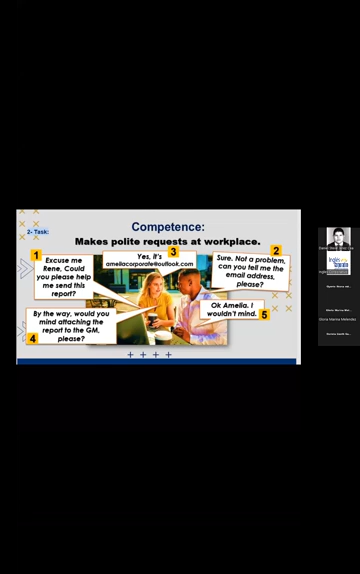 2- Task:
Competence:
Makes polite requests at workplace.
1
Excuse me
Rene, Could
you please help
me send this
report?
3
Yes, it's
ameliacorporate@outlook.com
2
Sure. Not a problem,
can you tell me the
email address,
please?
By the way, would you
mind attaching the
report to the GM,
please?
4
Ok Amelia. I
wouldn't mind.
5